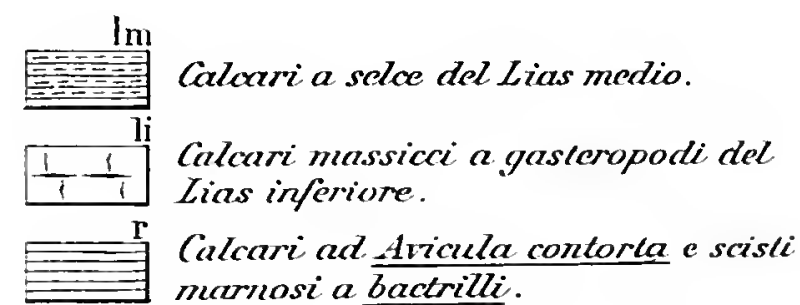 lm
Calcari a selce del Lias medio.
li
Calcari massicci a gasteropodi del
Lias inferiore.
r
Calcari ad Avicula contorta e scisti
marnosi a bactrilli.